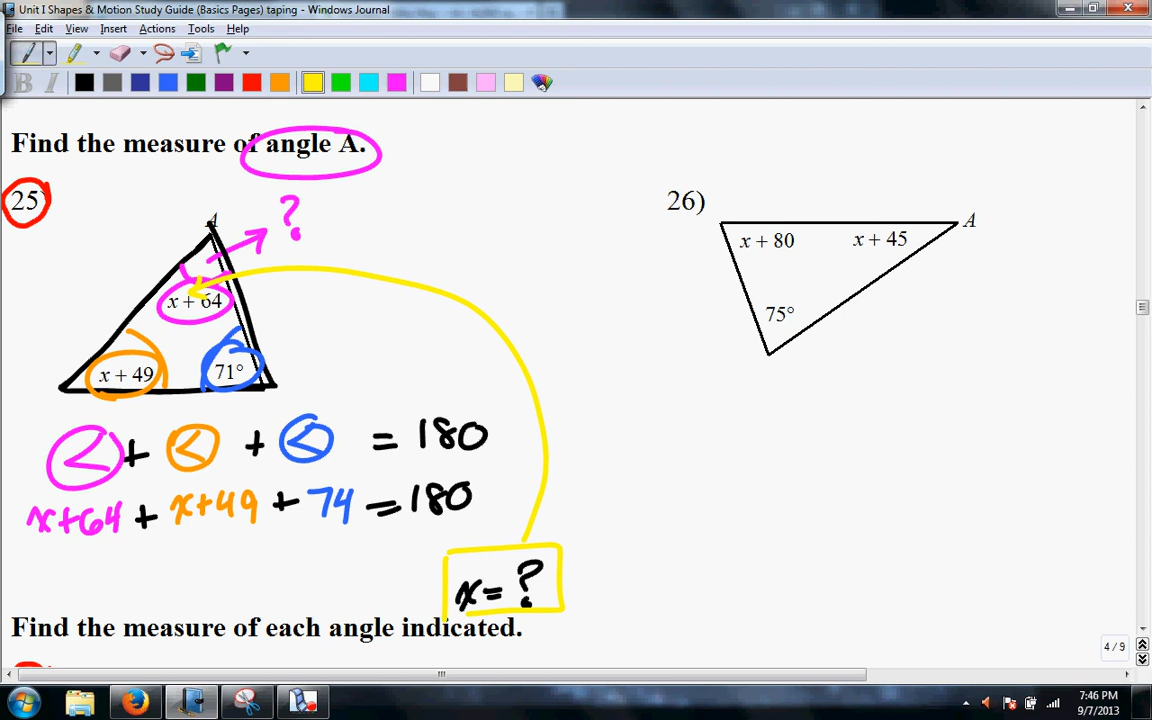 Unit I Shapes & Motion Study Guide (Basics Pages) taping - Windows Journal
File Edit View Insert Actions Tools Help
B I
Find the measure of angle A.
25)
A
?
x + 64
x + 49
71°
26)
A
x + 80
x + 45
75°
< + < + < = 180
x+64 + x+49 + 74 = 180
x = ?
Find the measure of each angle indicated.
4 / 9
7:46 PM
9/7/2013